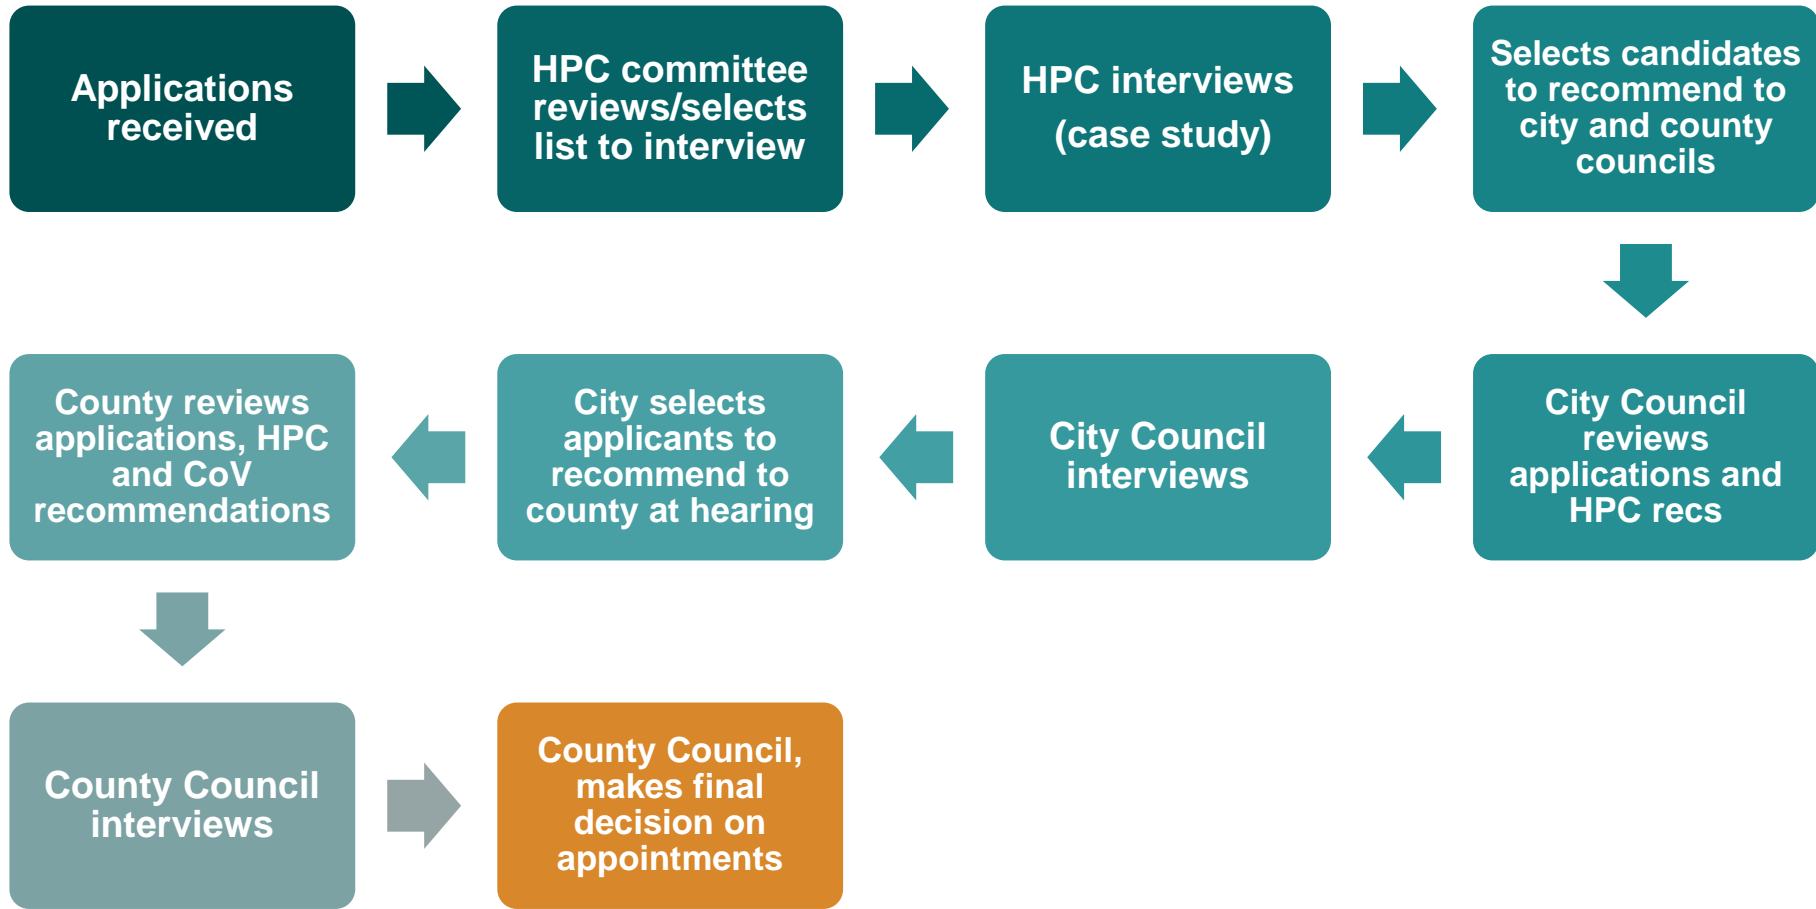 Applications
received
HPC committee
reviews/selects
list to interview
HPC interviews
(case study)
Selects candidates
to recommend to
city and county
councils
City Council
reviews
applications and
HPC recs
City Council
interviews
City selects
applicants to
recommend to
county at hearing
County reviews
applications, HPC
and CoV
recommendations
County Council
interviews
County Council,
makes final
decision on
appointments